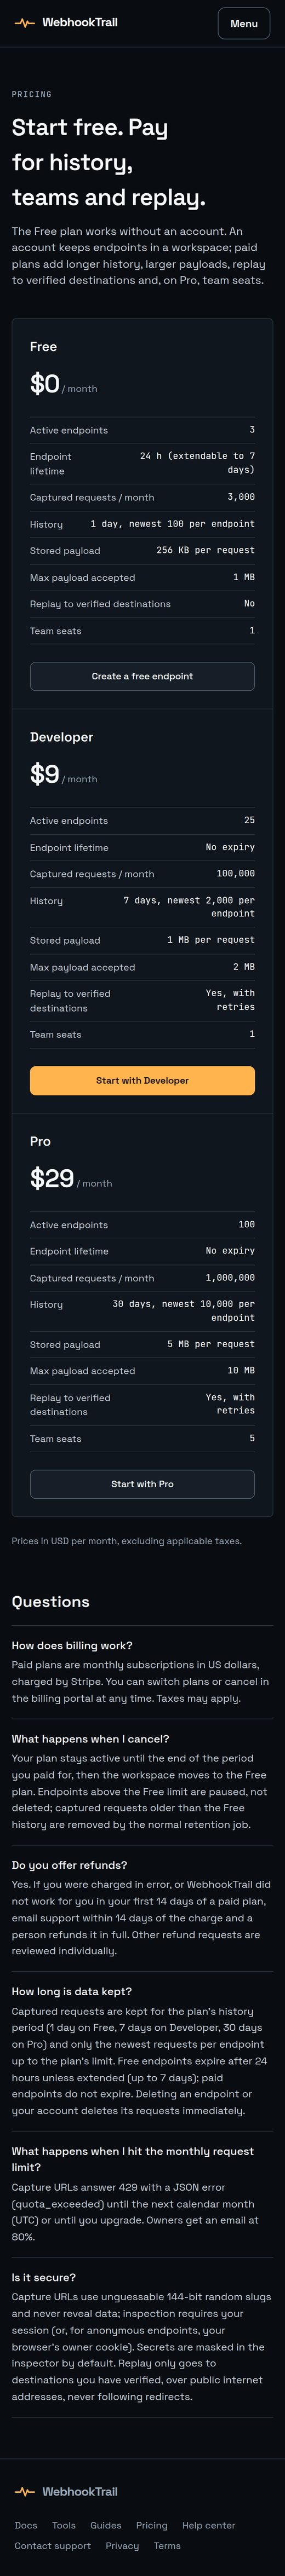 WebhookTrail
Menu
PRICING
Start free. Pay
for history,
teams and replay.
The Free plan works without an account. An
account keeps endpoints in a workspace; paid
plans add longer history, larger payloads, replay
to verified destinations and, on Pro, team seats.
Free
$0 / month
Active endpoints 3
Endpoint 24 h (extendable to 7
lifetime days)
Captured requests / month 3,000
History 1 day, newest 100 per endpoint
Stored payload 256 KB per request
Max payload accepted 1 MB
Replay to verified destinations No
Team seats 1
Create a free endpoint
Developer
$9 / month
Active endpoints 25
Endpoint lifetime No expiry
Captured requests / month 100,000
History 7 days, newest 2,000 per
endpoint
Stored payload 1 MB per request
Max payload accepted 2 MB
Replay to verified Yes, with
destinations retries
Team seats 1
Start with Developer
Pro
$29 / month
Active endpoints 100
Endpoint lifetime No expiry
Captured requests / month 1,000,000
History 30 days, newest 10,000 per
endpoint
Stored payload 5 MB per request
Max payload accepted 10 MB
Replay to verified Yes, with
destinations retries
Team seats 5
Start with Pro
Prices in USD per month, excluding applicable taxes.
Questions
How does billing work?
Paid plans are monthly subscriptions in US dollars,
charged by Stripe. You can switch plans or cancel in
the billing portal at any time. Taxes may apply.
What happens when I cancel?
Your plan stays active until the end of the period
you paid for, then the workspace moves to the Free
plan. Endpoints above the Free limit are paused, not
deleted; captured requests older than the Free
history are removed by the normal retention job.
Do you offer refunds?
Yes. If you were charged in error, or WebhookTrail did
not work for you in your first 14 days of a paid plan,
email support within 14 days of the charge and a
person refunds it in full. Other refund requests are
reviewed individually.
How long is data kept?
Captured requests are kept for the plan's history
period (1 day on Free, 7 days on Developer, 30 days
on Pro) and only the newest requests per endpoint
up to the plan's limit. Free endpoints expire after 24
hours unless extended (up to 7 days); paid
endpoints do not expire. Deleting an endpoint or
your account deletes its requests immediately.
What happens when I hit the monthly request
limit?
Capture URLs answer 429 with a JSON error
(quota_exceeded) until the next calendar month
(UTC) or until you upgrade. Owners get an email at
80%.
Is it secure?
Capture URLs use unguessable 144-bit random slugs
and never reveal data; inspection requires your
session (or, for anonymous endpoints, your
browser's owner cookie). Secrets are masked in the
inspector by default. Replay only goes to
destinations you have verified, over public internet
addresses, never following redirects.
WebhookTrail
Docs Tools Guides Pricing Help center
Contact support Privacy Terms